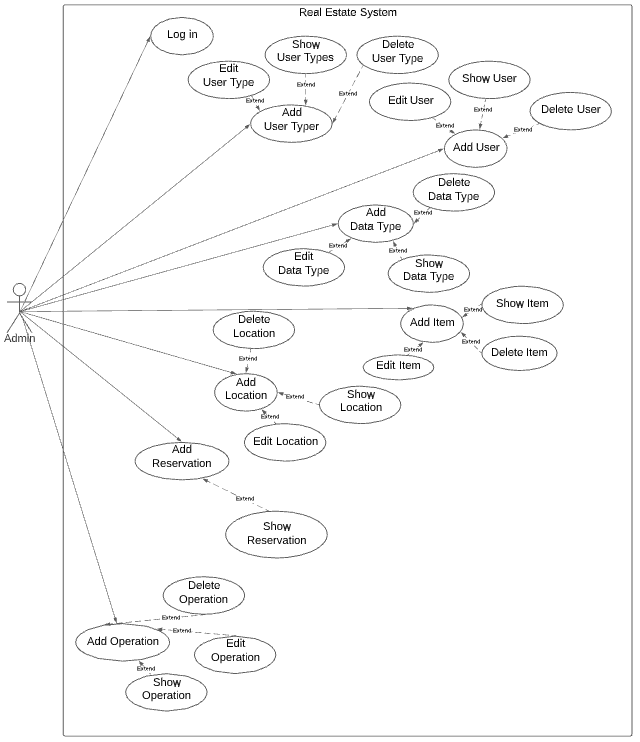 Real Estate System
Log in
Show
User Types
Delete
User Type
Edit
User Type
Extend
Extend
Extend
Add
User Typer
Show User
Edit User
Delete User
Extend
Extend
Extend
Add User
Delete
Data Type
Add
Data Type
Extend
Extend
Extend
Edit
Data Type
Show
Data Type
Admin
Show Item
Extend
Add Item
Extend
Extend
Delete Item
Edit Item
Delete
Location
Extend
Add
Location
Extend
Show
Location
Extend
Edit Location
Add
Reservation
Extend
Show
Reservation
Delete
Operation
Extend
Extend
Add Operation
Edit
Operation
Extend
Show
Operation